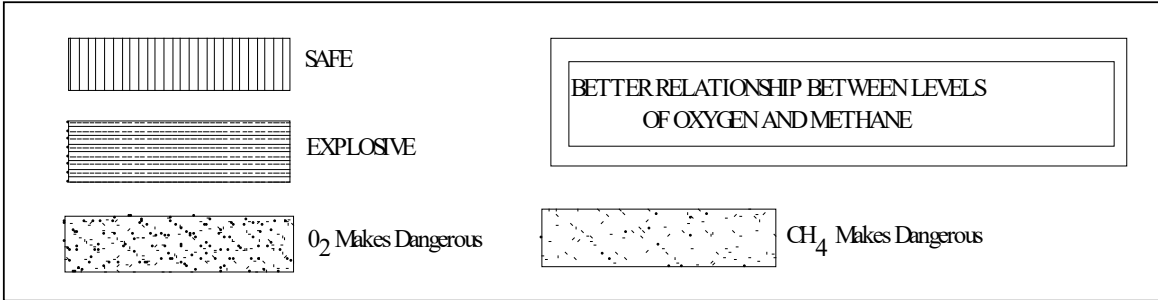 SAFE
BETTER RELATIONSHIP BETWEEN LEVELS
OF OXYGEN AND METHANE
EXPLOSIVE
0₂ Makes Dangerous
CH₄ Makes Dangerous